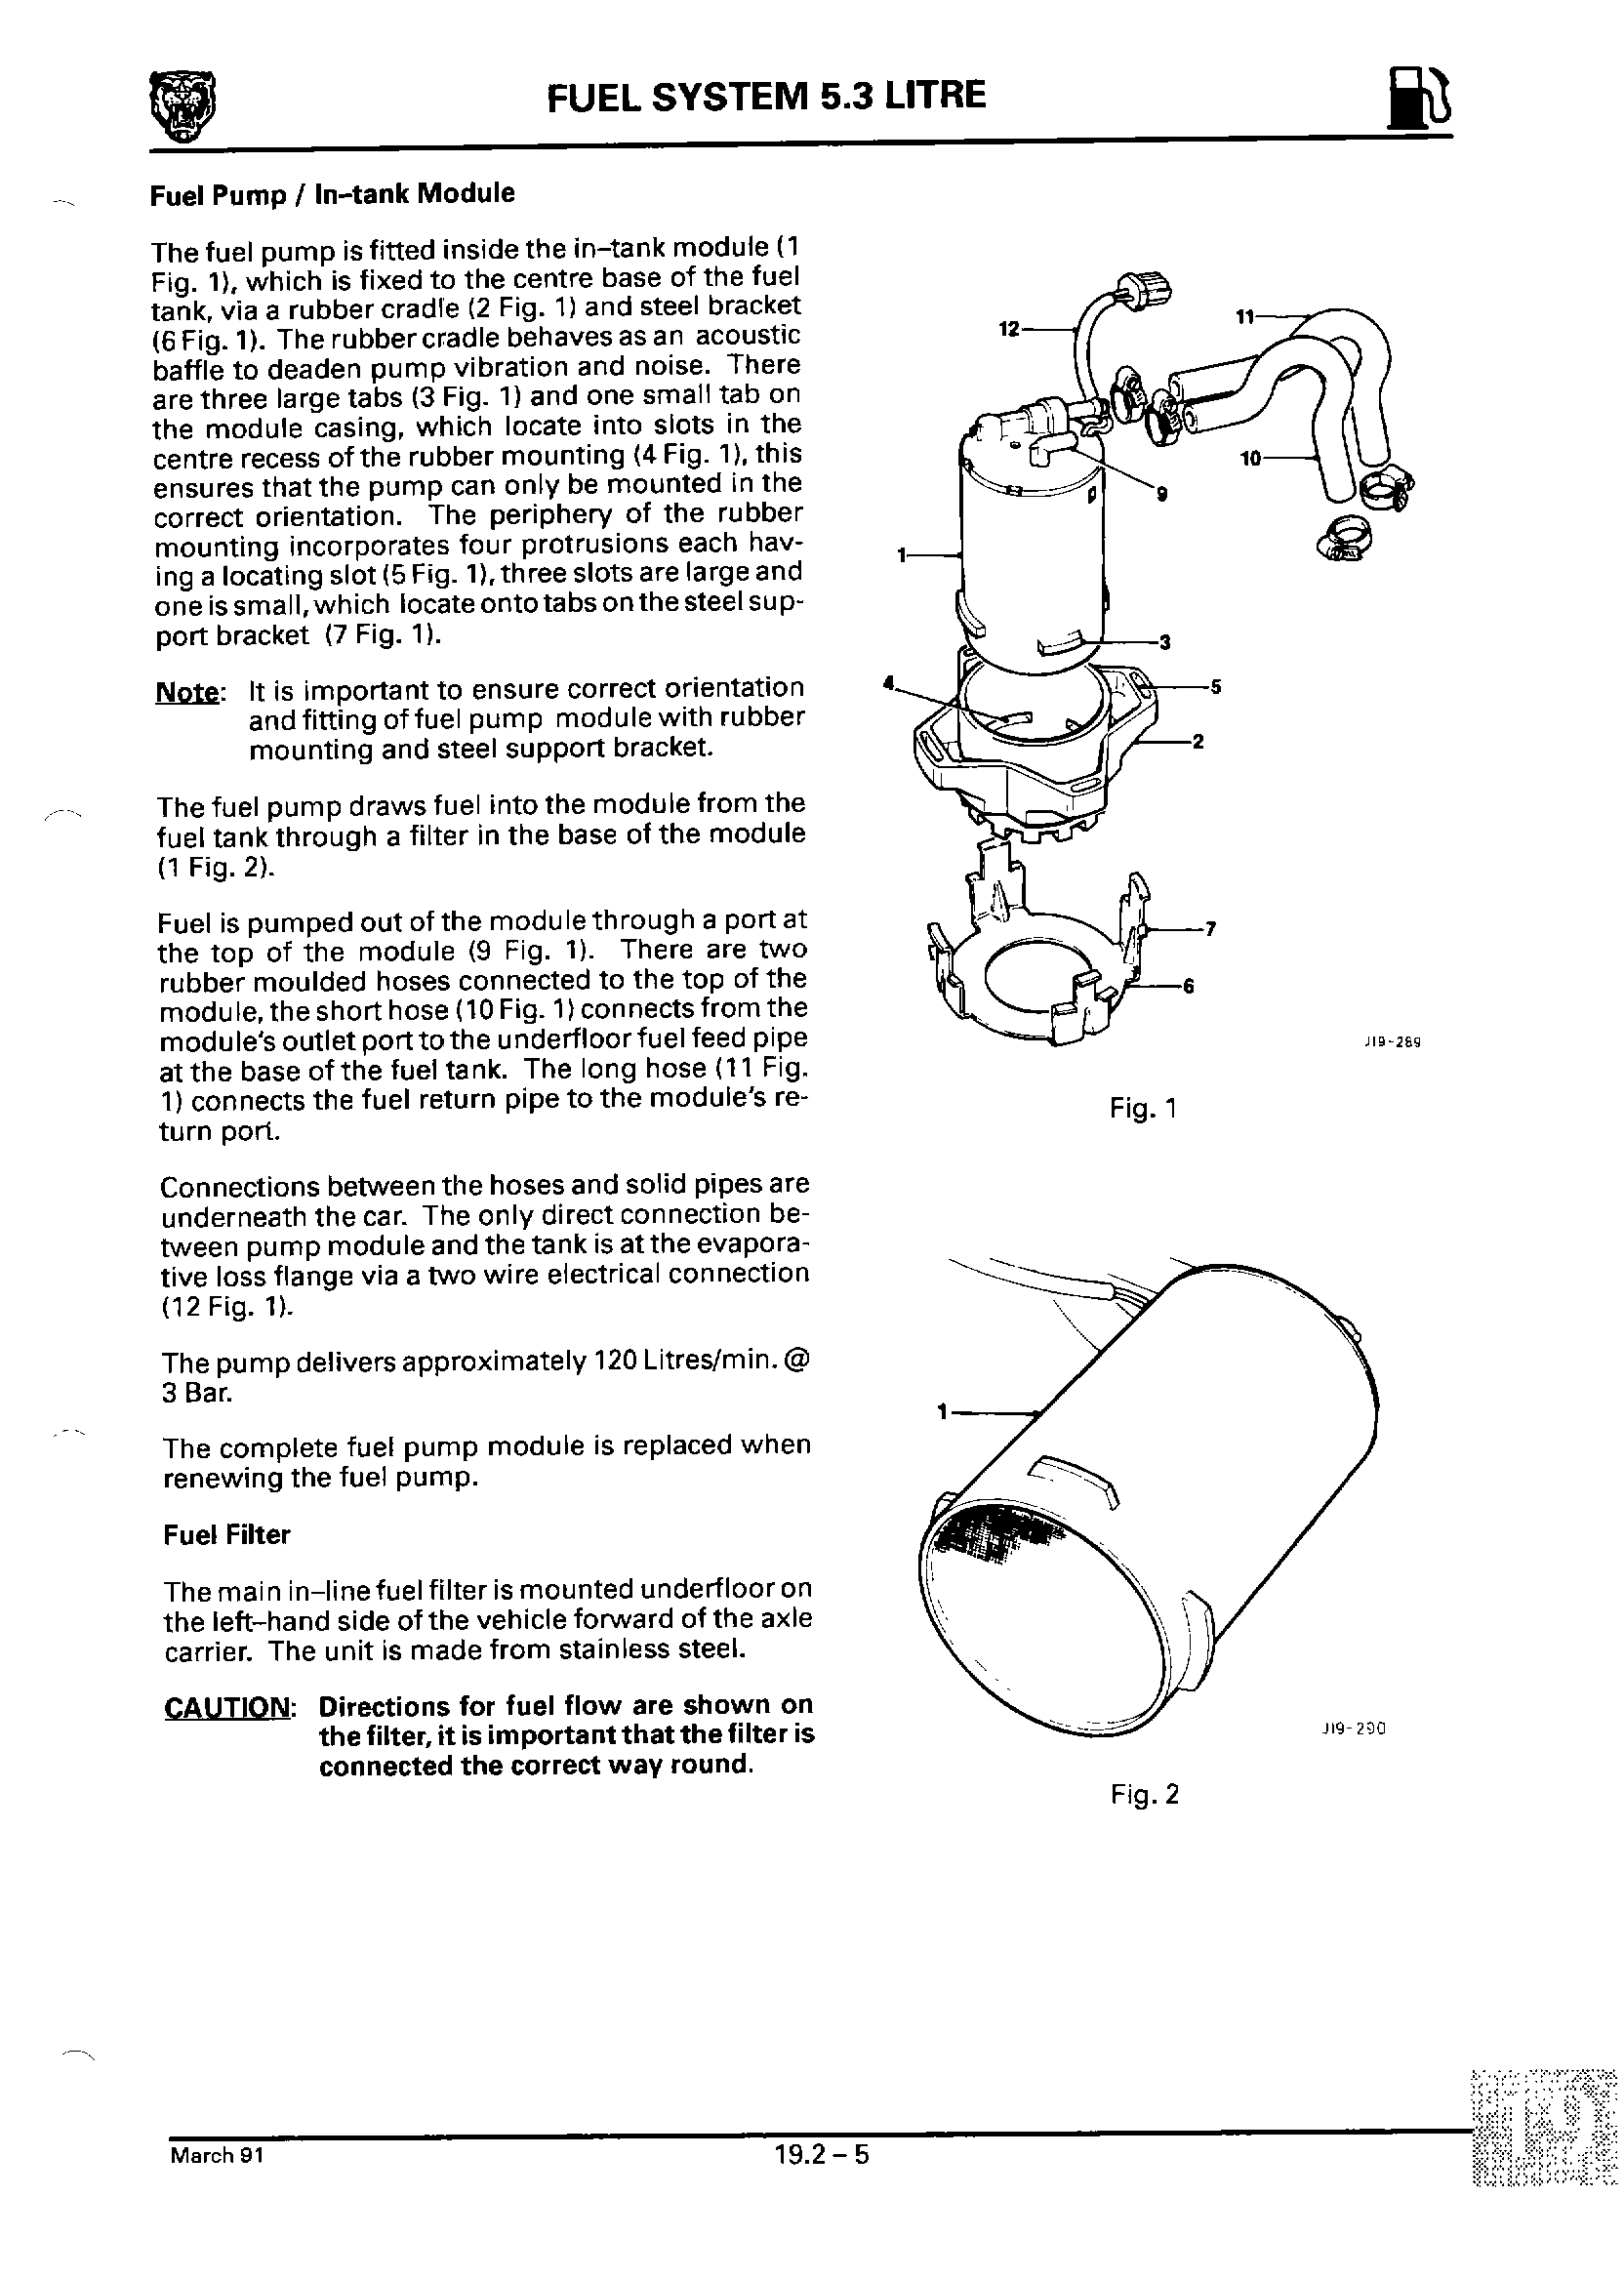 FUEL SYSTEM 5.3 LITRE
Fuel Pump / In-tank Module
The fuel pump is fitted inside the in-tank module (1
Fig. 1), which is fixed to the centre base of the fuel
tank, via a rubber cradle (2 Fig. 1) and steel bracket
(6 Fig. 1). The rubber cradle behaves as an acoustic
baffle to deaden pump vibration and noise. There
are three large tabs (3 Fig. 1) and one small tab on
the module casing, which locate into slots in the
centre recess of the rubber mounting (4 Fig. 1), this
ensures that the pump can only be mounted in the
correct orientation. The periphery of the rubber
mounting incorporates four protrusions each hav-
ing a locating slot (5 Fig. 1), three slots are large and
one is small, which locate onto tabs on the steel sup-
port bracket (7 Fig. 1).
Note: It is important to ensure correct orientation
and fitting of fuel pump module with rubber
mounting and steel support bracket.
The fuel pump draws fuel into the module from the
fuel tank through a filter in the base of the module
(1 Fig. 2).
Fuel is pumped out of the module through a port at
the top of the module (9 Fig. 1). There are two
rubber moulded hoses connected to the top of the
module, the short hose (10 Fig. 1) connects from the
module's outlet port to the underfloor fuel feed pipe
at the base of the fuel tank. The long hose (11 Fig.
1) connects the fuel return pipe to the module's re-
turn port.
Connections between the hoses and solid pipes are
underneath the car. The only direct connection be-
tween pump module and the tank is at the evapora-
tive loss flange via a two wire electrical connection
(12 Fig. 1).
The pump delivers approximately 120 Litres/min. @
3 Bar.
The complete fuel pump module is replaced when
renewing the fuel pump.
Fuel Filter
The main in-line fuel filter is mounted underfloor on
the left-hand side of the vehicle forward of the axle
carrier. The unit is made from stainless steel.
CAUTION: Directions for fuel flow are shown on
the filter, it is important that the filter is
connected the correct way round.
12
11
10
9
1
3
4
5
2
7
6
J19-289
Fig. 1
1
J19-290
Fig. 2
March 91
19.2 – 5
19